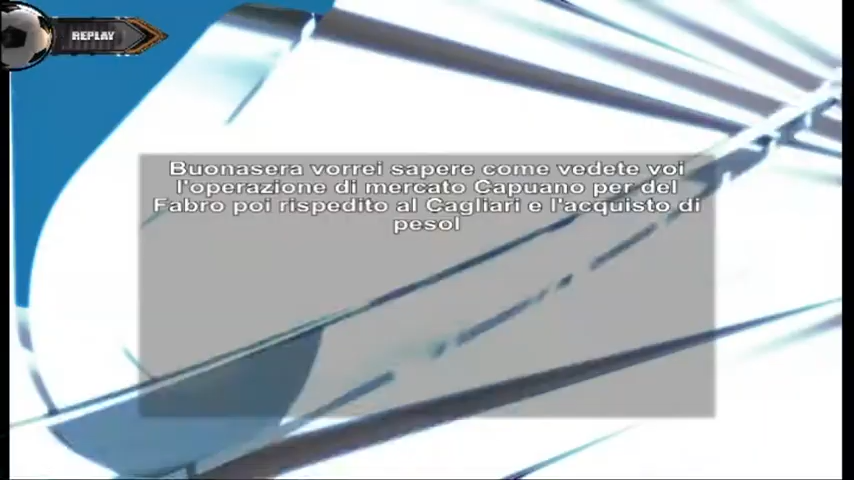 REPLAY
Buonasera vorrei sapere come vedete voi
l'operazione di mercato Capuano per del
Fabro poi rispedito al Cagliari e l'acquisto di
pesol